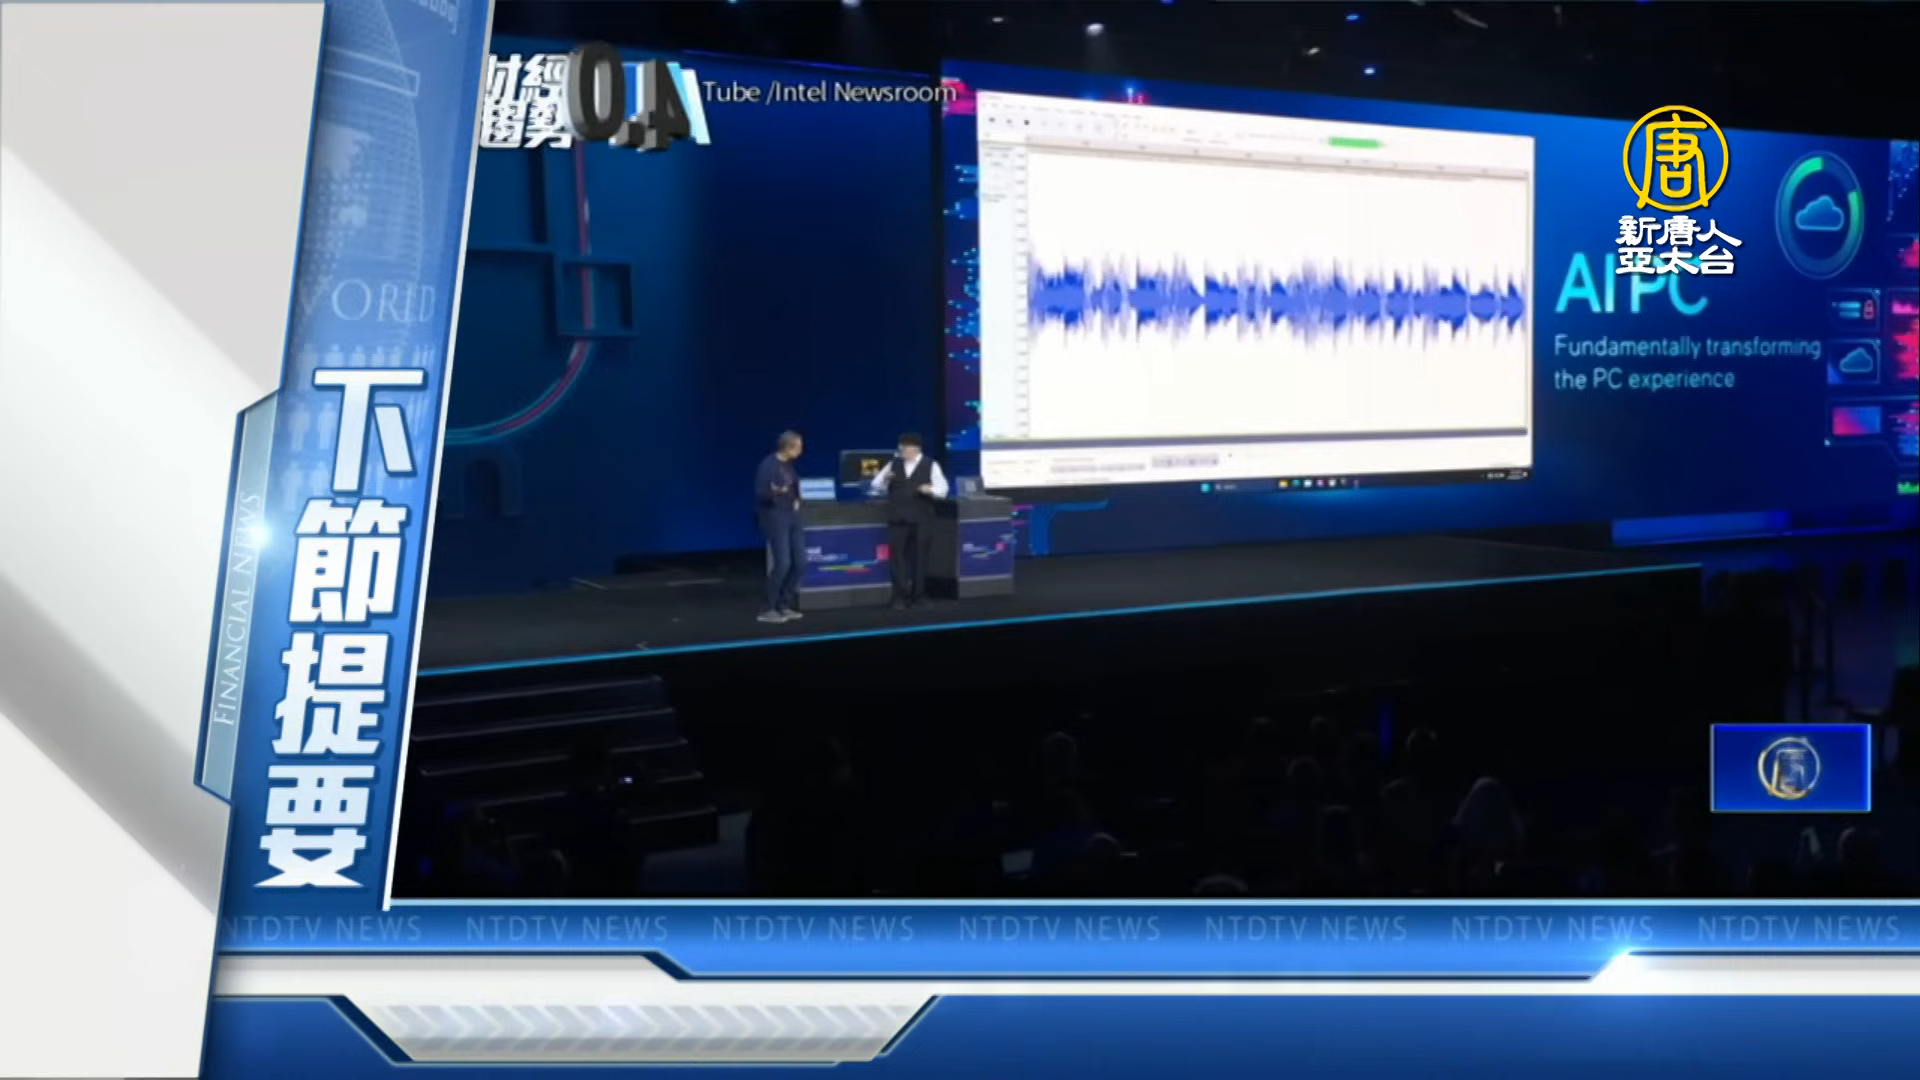 財經
趨勢
4.0
Tube /Intel Newsroom
新唐人
亞太台
AI PC
Fundamentally transforming
the PC experience
WORLD
下節提要
FINANCIAL NEWS
NTDTV NEWS NTDTV NEWS NTDTV NEWS NTDTV NEWS NTDTV NEWS NTDTV NEWS NTDTV NEWS